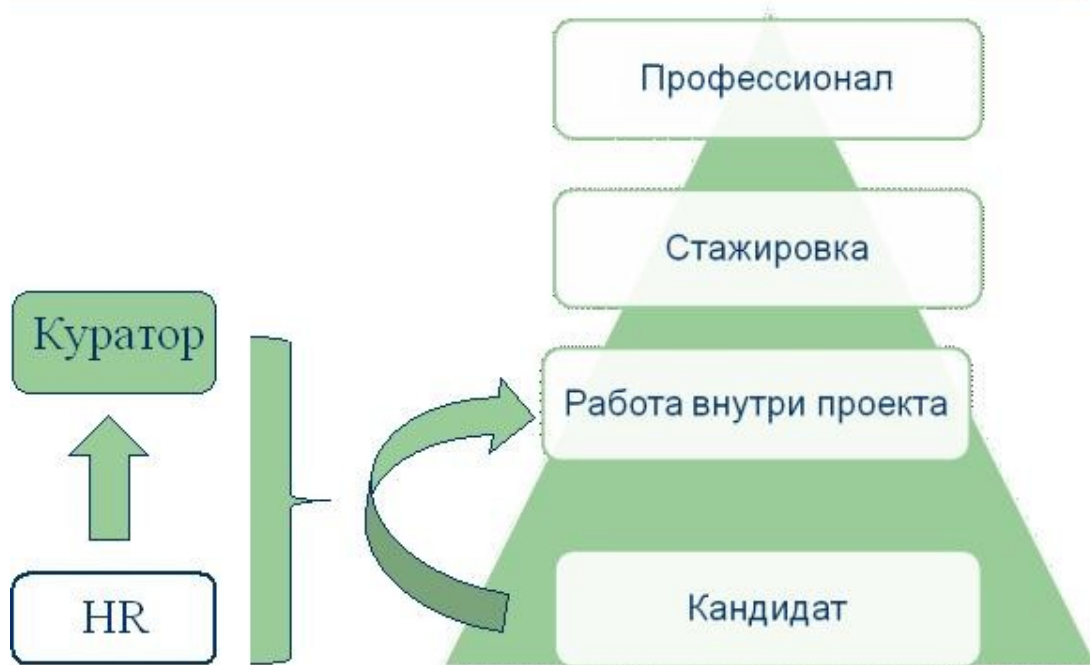 Профессионал
Стажировка
Куратор
Работа внутри проекта
HR
Кандидат